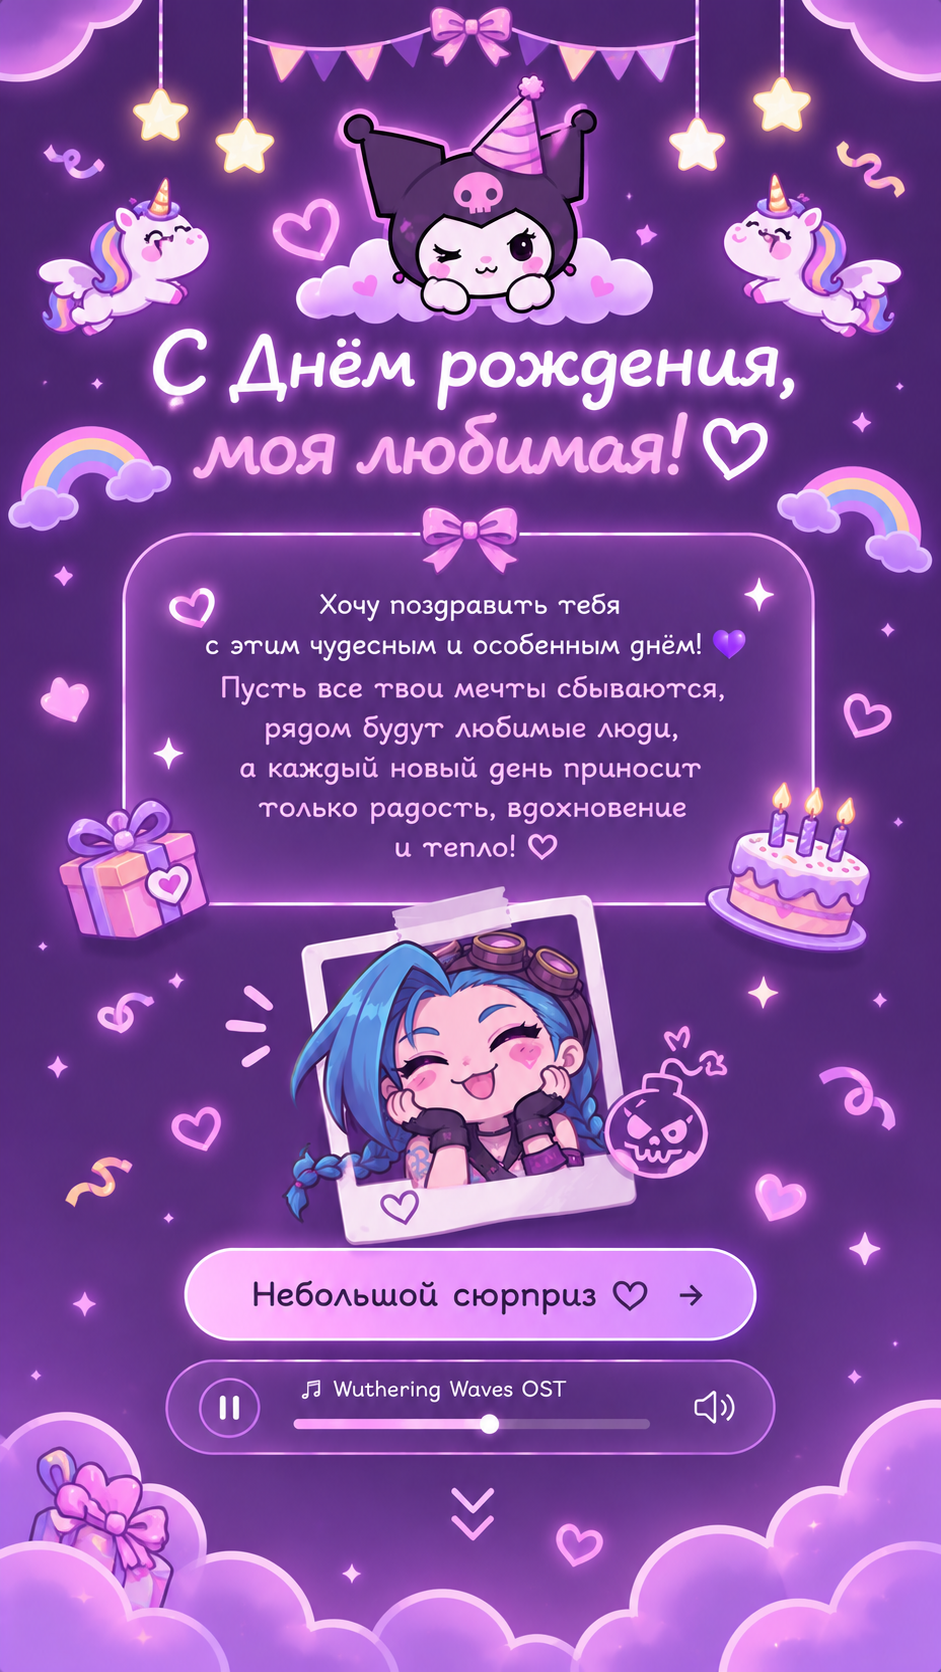 С Днём рождения,
моя любимая!
Хочу поздравить тебя
с этим чудесным и особенным днём! 💜
Пусть все твои мечты сбываются,
рядом будут любимые люди,
а каждый новый день приносит
только радость, вдохновение
и тепло! ♡
Небольшой сюрприз ♡ →
♫ Wuthering Waves OST